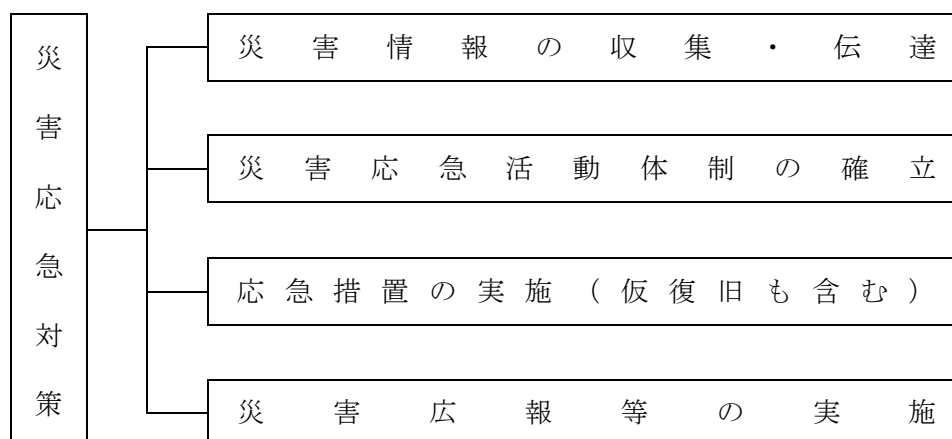 災害応急対策
災害情報の収集・伝達
災害応急活動体制の確立
応急措置の実施（仮復旧も含む）
災害広報等の実施